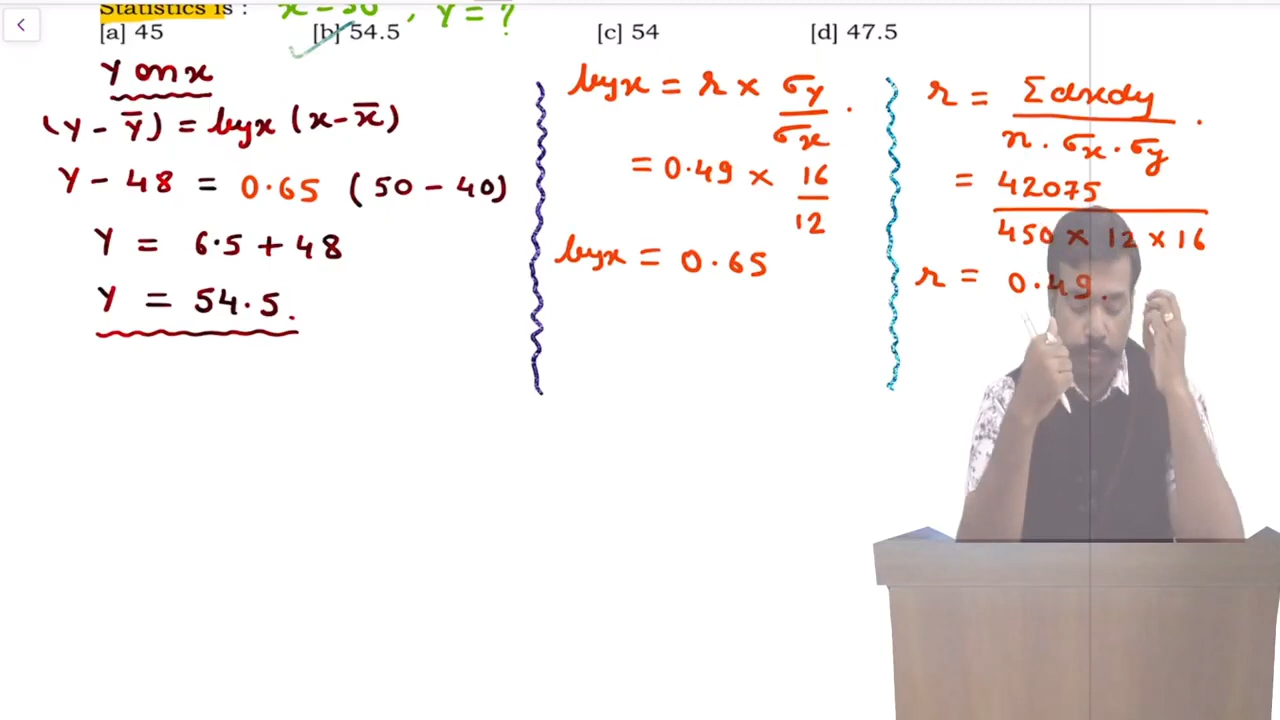 Statistics is : x = 50 , y = ?
[a] 45 [b] 54.5 [c] 54 [d] 47.5
y on x
(y - ȳ) = byx (x - x̄)
y - 48 = 0.65 (50 - 40)
y = 6.5 + 48
y = 54.5.
byx = r × σy / σx .
= 0.49 × 16 / 12
byx = 0.65
r = Σdxdy / n · σx · σy .
= 42075 / 450 × 12 × 16
r = 0.49.